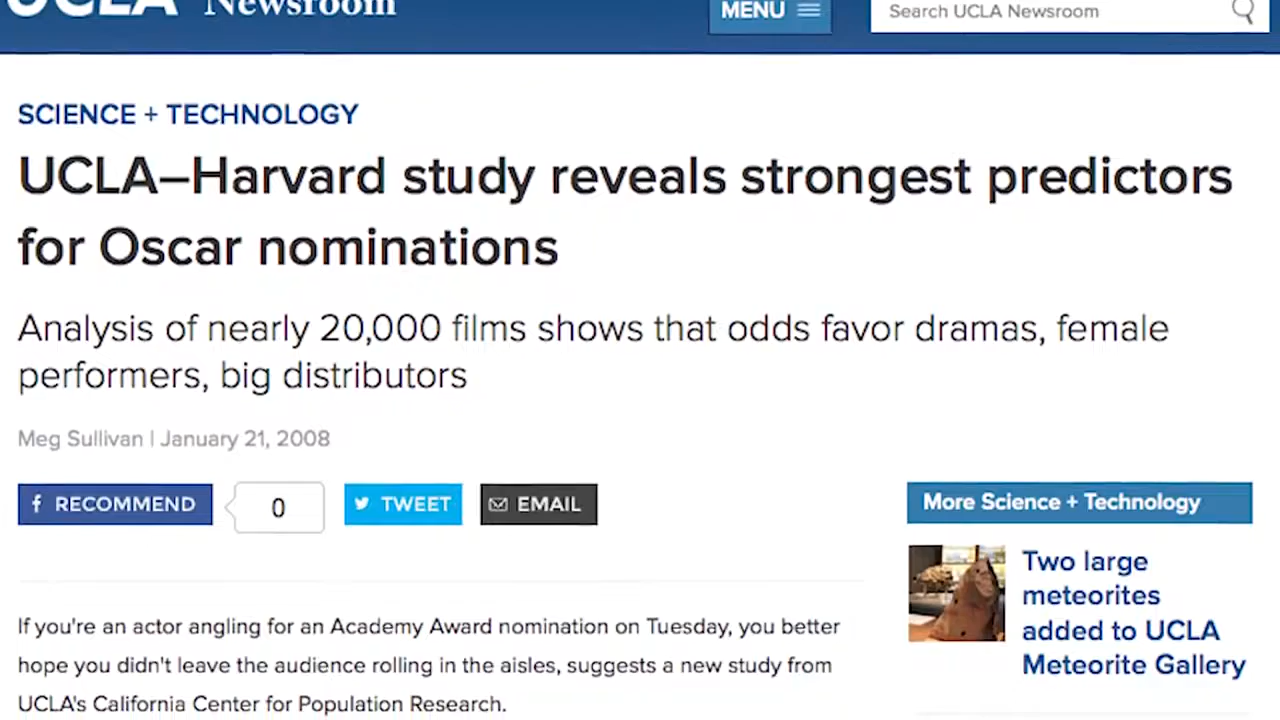 UCLA Newsroom
MENU
Search UCLA Newsroom
SCIENCE + TECHNOLOGY
UCLA–Harvard study reveals strongest predictors
for Oscar nominations
Analysis of nearly 20,000 films shows that odds favor dramas, female
performers, big distributors
Meg Sullivan | January 21, 2008
RECOMMEND
0
TWEET
EMAIL
If you're an actor angling for an Academy Award nomination on Tuesday, you better
hope you didn't leave the audience rolling in the aisles, suggests a new study from
UCLA's California Center for Population Research.
More Science + Technology
Two large
meteorites
added to UCLA
Meteorite Gallery